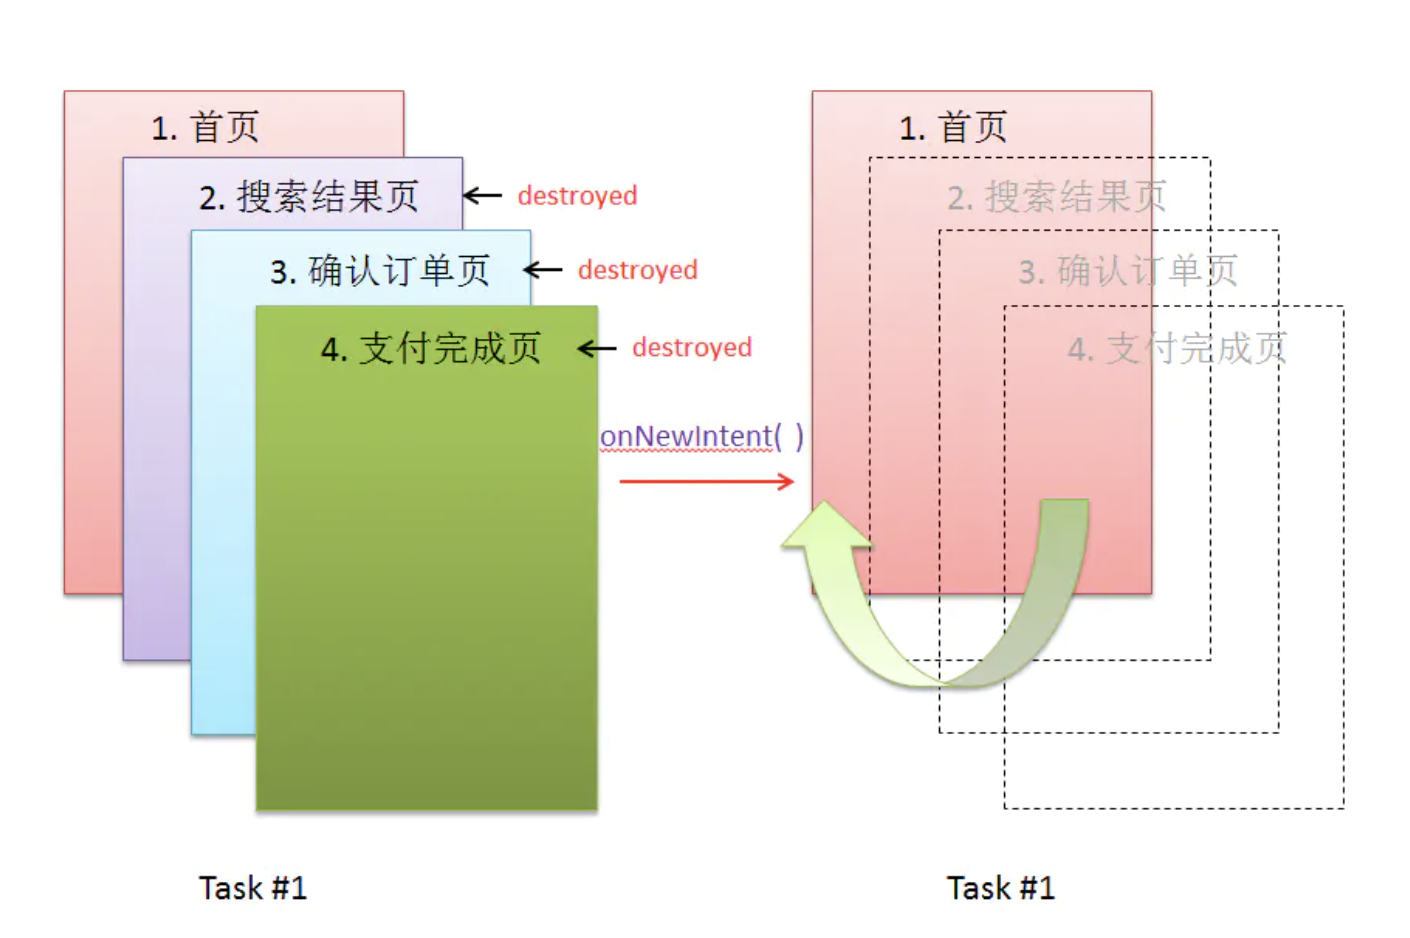 1. 首页
2. 搜索结果页
destroyed
3. 确认订单页
destroyed
4. 支付完成页
destroyed
onNewIntent( )
Task #1
1. 首页
2. 搜索结果页
3. 确认订单页
4. 支付完成页
Task #1